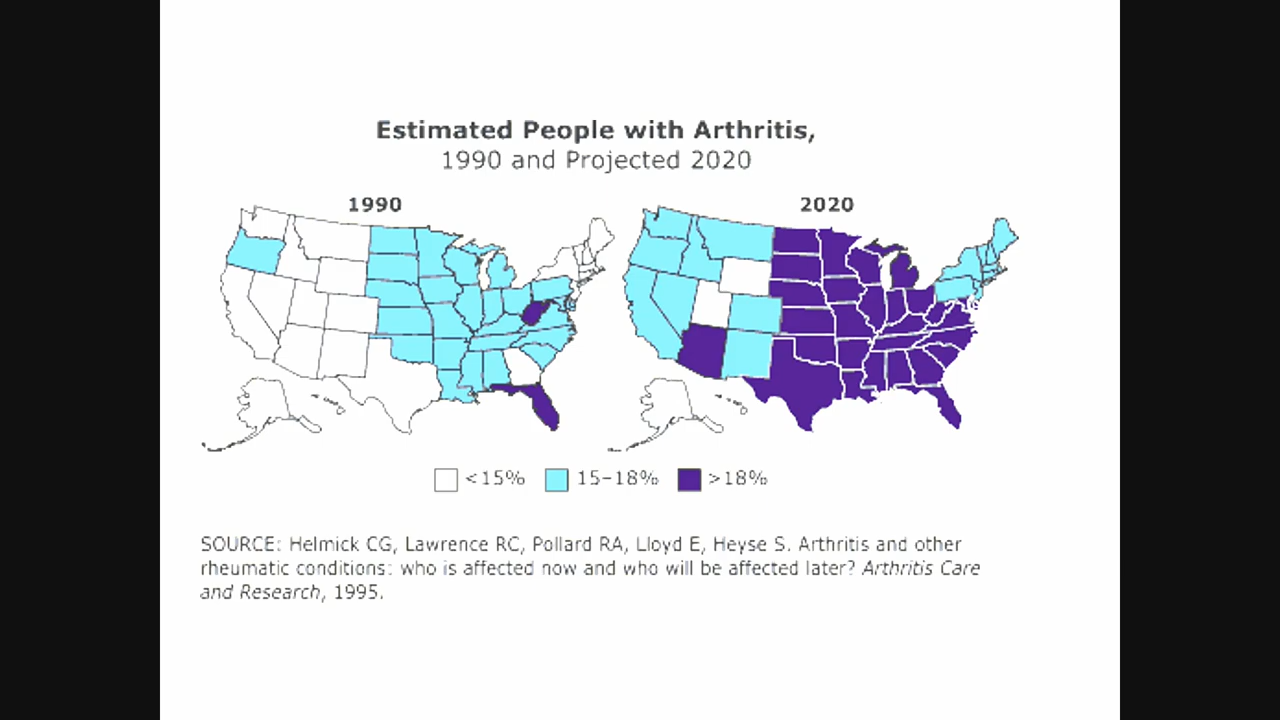 Estimated People with Arthritis,
1990 and Projected 2020
1990
2020
<15%
15–18%
>18%
SOURCE: Helmick CG, Lawrence RC, Pollard RA, Lloyd E, Heyse S. Arthritis and other
rheumatic conditions: who is affected now and who will be affected later? Arthritis Care
and Research, 1995.